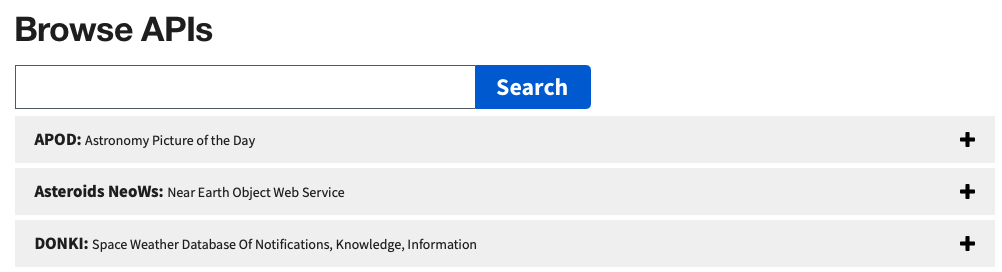 Browse APIs
Search
APOD: Astronomy Picture of the Day
Asteroids NeoWs: Near Earth Object Web Service
DONKI: Space Weather Database Of Notifications, Knowledge, Information